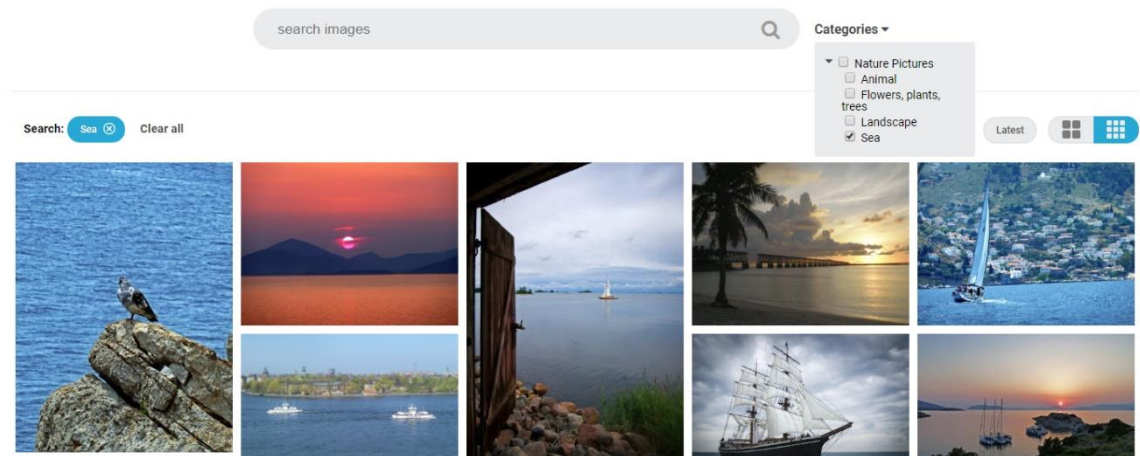 search images
Categories
Nature Pictures
Animal
Flowers, plants,
trees
Landscape
Sea
Search:
Sea
Clear all
Latest